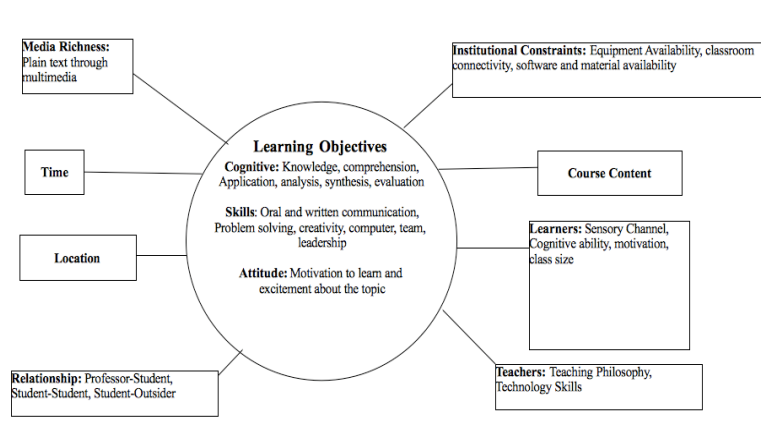 Media Richness:
Plain text through
multimedia
Institutional Constraints: Equipment Availability, classroom
connectivity, software and material availability
Learning Objectives
Cognitive: Knowledge, comprehension,
Application, analysis, synthesis, evaluation
Skills: Oral and written communication,
Problem solving, creativity, computer, team,
leadership
Attitude: Motivation to learn and
excitement about the topic
Time
Course Content
Location
Learners: Sensory Channel,
Cognitive ability, motivation,
class size
Relationship: Professor-Student,
Student-Student, Student-Outsider
Teachers: Teaching Philosophy,
Technology Skills